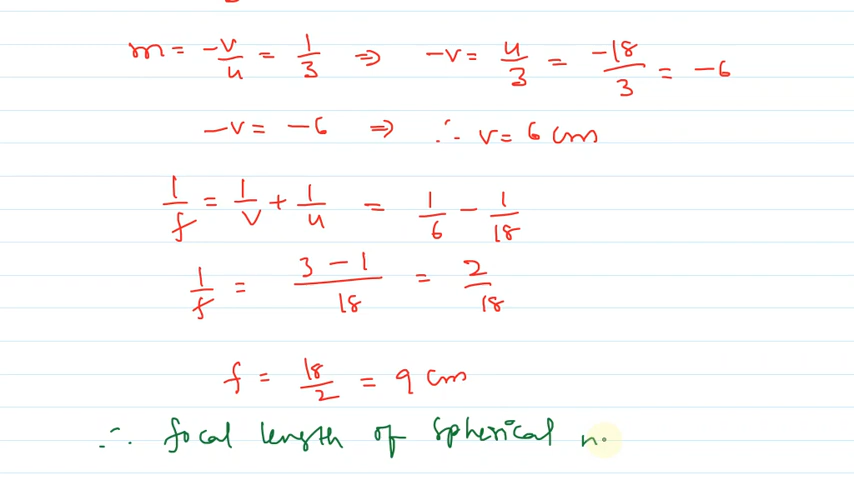 m = -v/u = 1/3 ⇒ -v = u/3 = -18/3 = -6
-v = -6 ⇒ ∴ v = 6 cm
1/f = 1/v + 1/u = 1/6 - 1/18
1/f = 3 - 1/18 = 2/18
f = 18/2 = 9 cm
∴ focal length of spherical